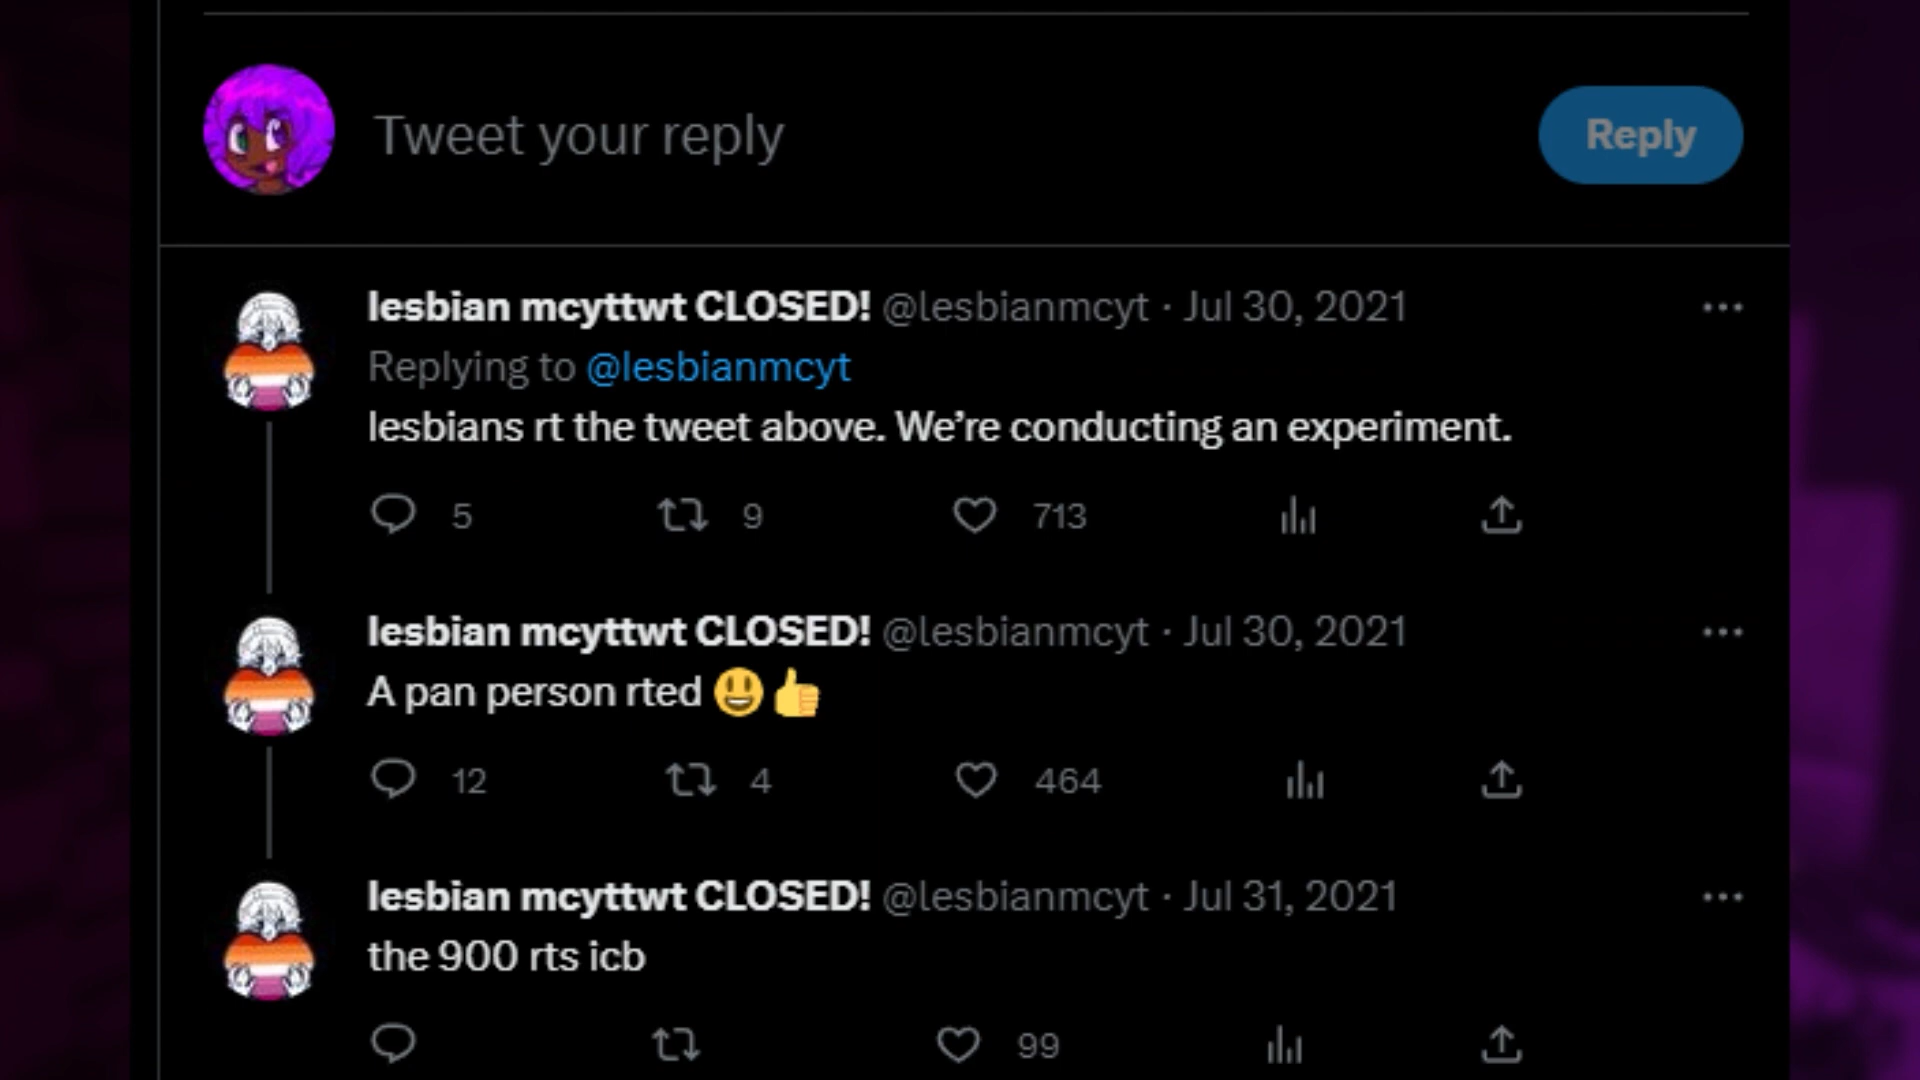 Tweet your reply
Reply
lesbian mcyttwt CLOSED! @lesbianmcyt · Jul 30, 2021
Replying to @lesbianmcyt
lesbians rt the tweet above. We’re conducting an experiment.
5 9 713
lesbian mcyttwt CLOSED! @lesbianmcyt · Jul 30, 2021
A pan person rted 😃👍
12 4 464
lesbian mcyttwt CLOSED! @lesbianmcyt · Jul 31, 2021
the 900 rts icb
99